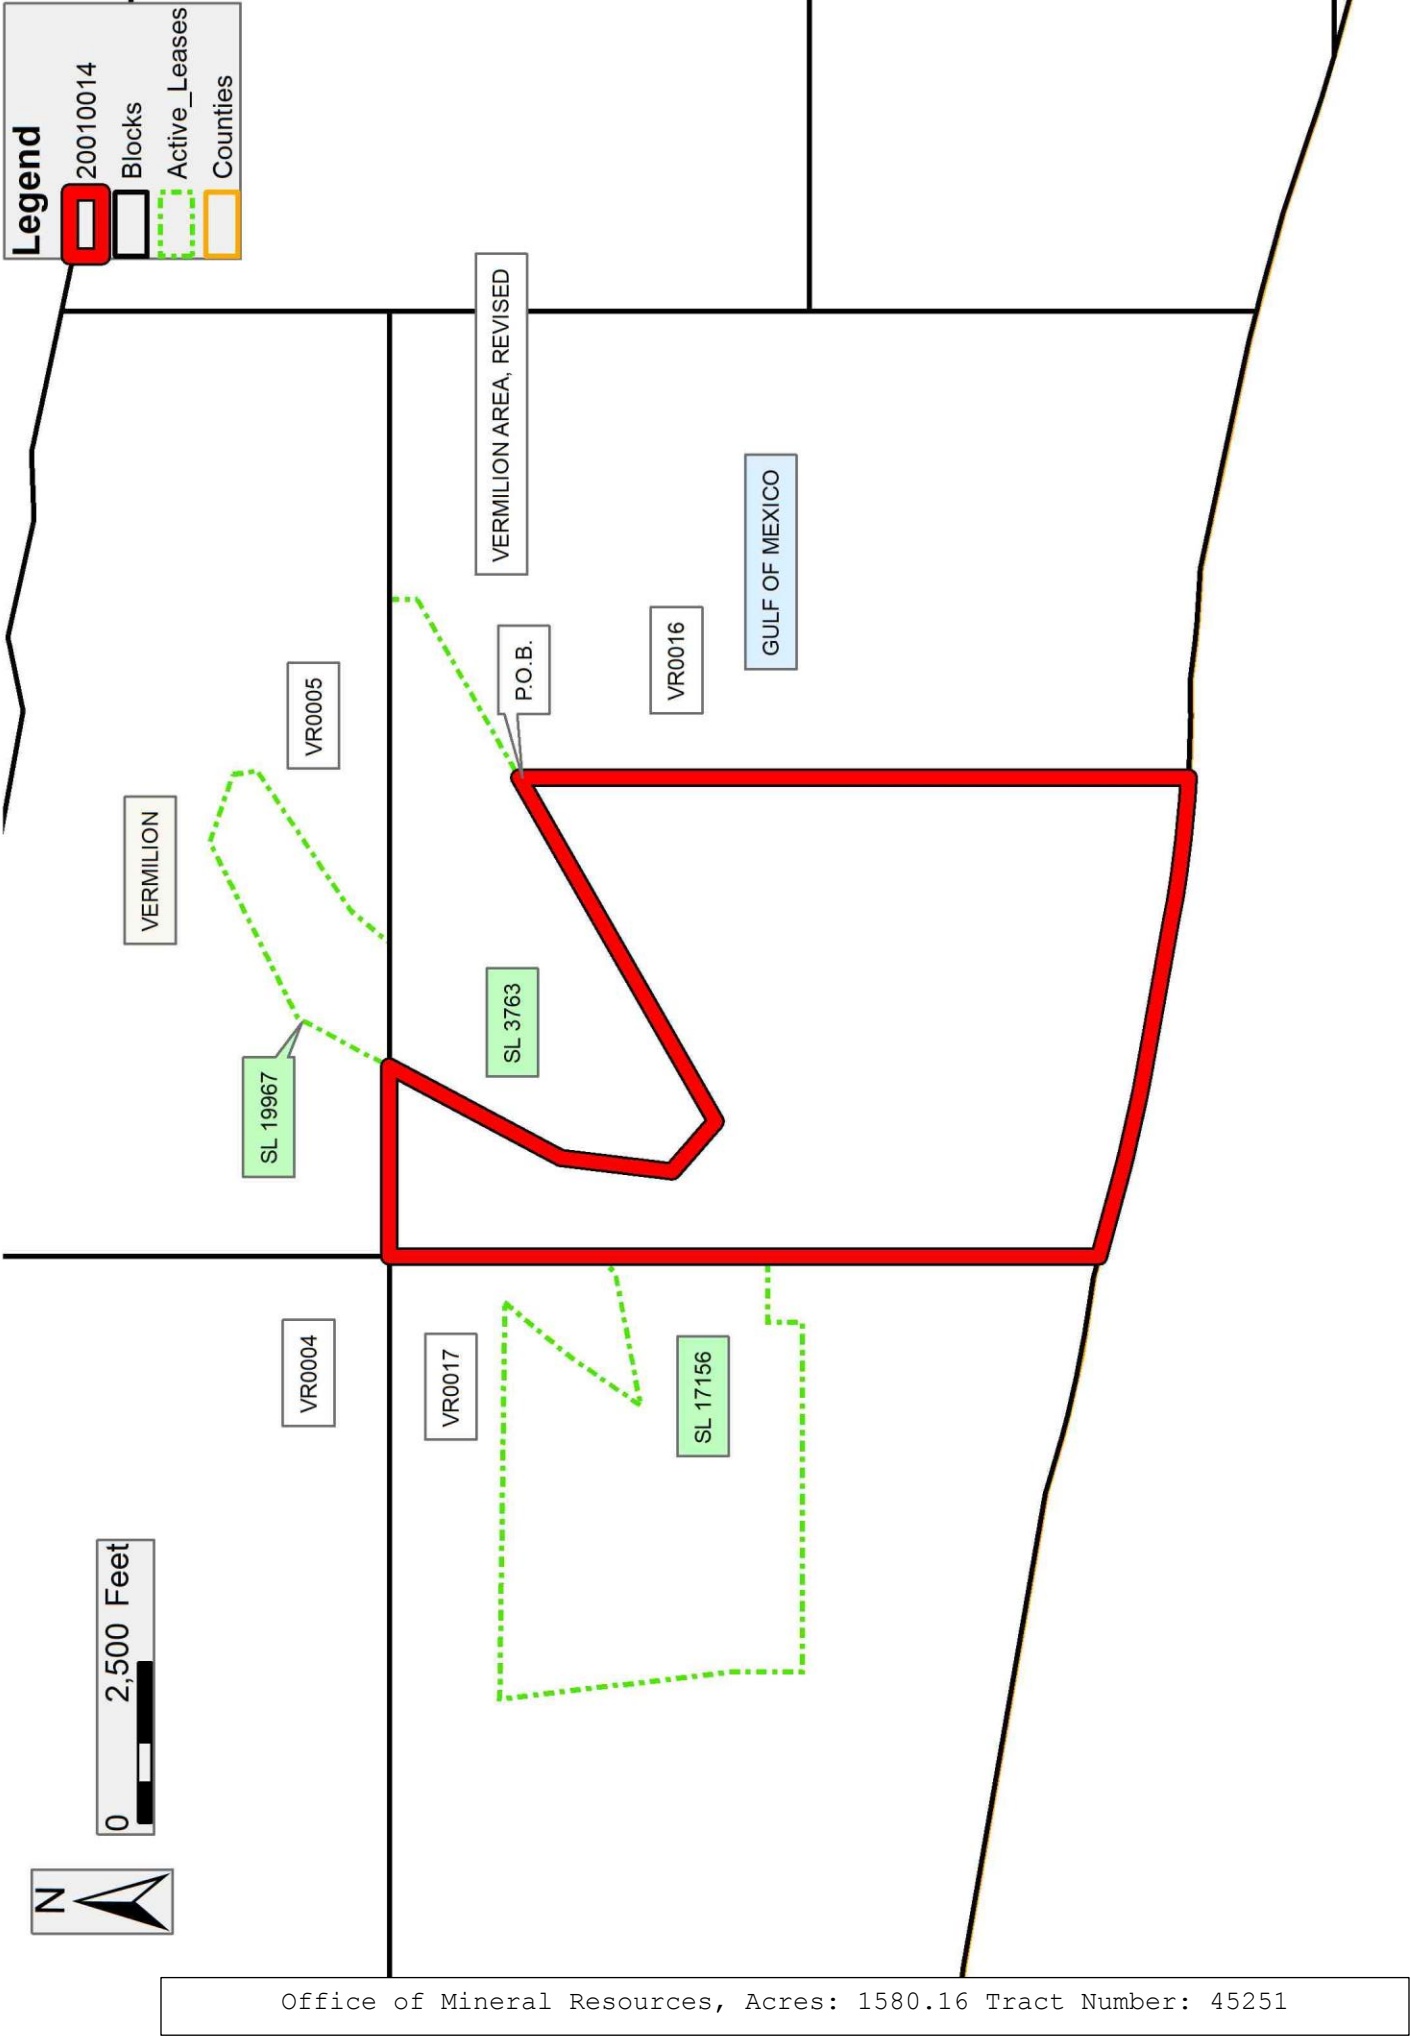 Legend
20010014
Blocks
Active_Leases
Counties
VERMILION AREA, REVISED
GULF OF MEXICO
P.O.B.
VR0016
VR0005
VERMILION
SL 3763
SL 19967
VR0004
VR0017
SL 17156
0 2,500 Feet
N
Office of Mineral Resources, Acres: 1580.16 Tract Number: 45251